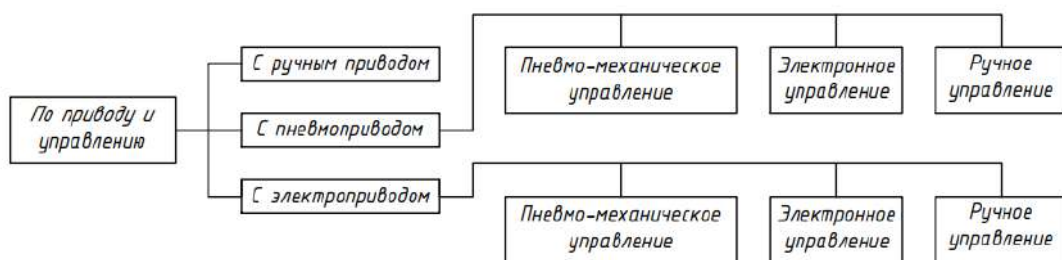 По приводу и
управлению
С ручным приводом
С пневмоприводом
С электроприводом
Пневмо-механическое
управление
Электронное
управление
Ручное
управление
Пневмо-механическое
управление
Электронное
управление
Ручное
управление